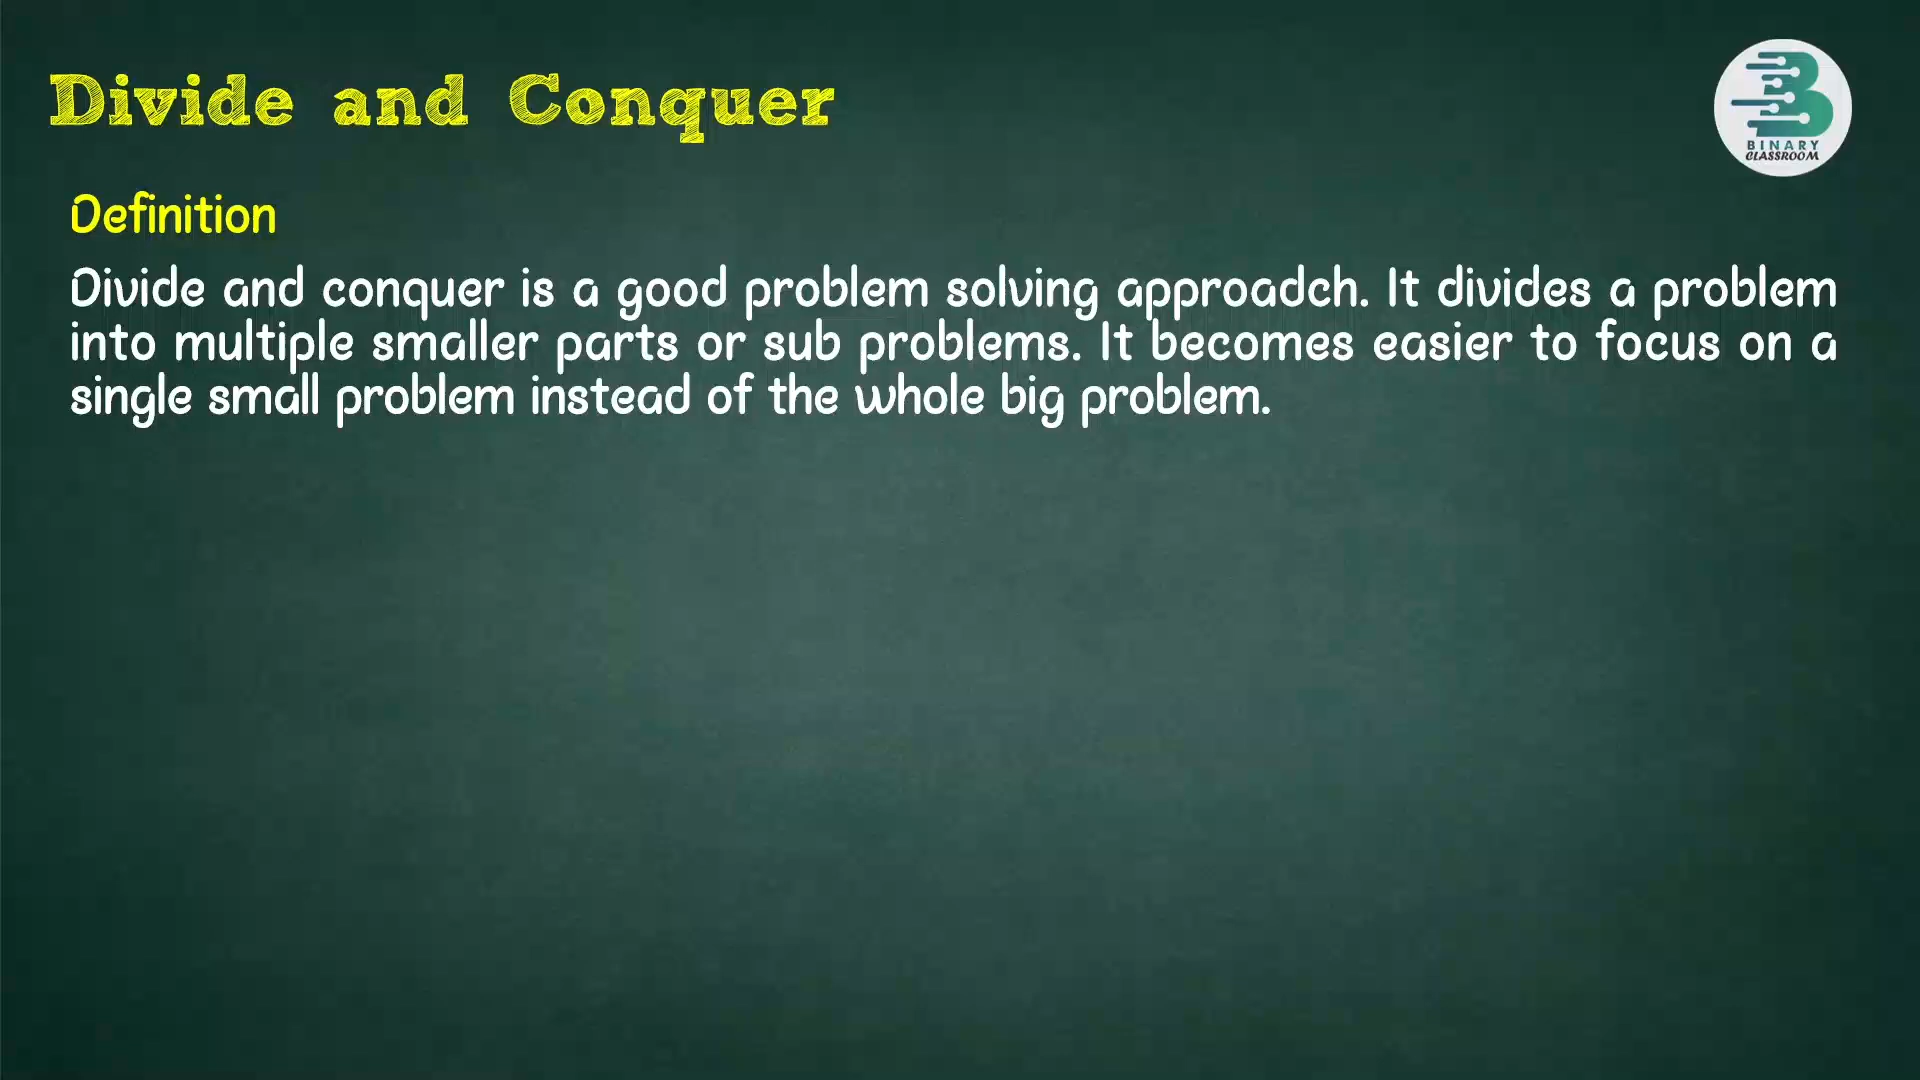 Divide and Conquer
BINARY
CLASSROOM
Definition
Divide and conquer is a good problem solving approadch. It divides a problem
into multiple smaller parts or sub problems. It becomes easier to focus on a
single small problem instead of the whole big problem.